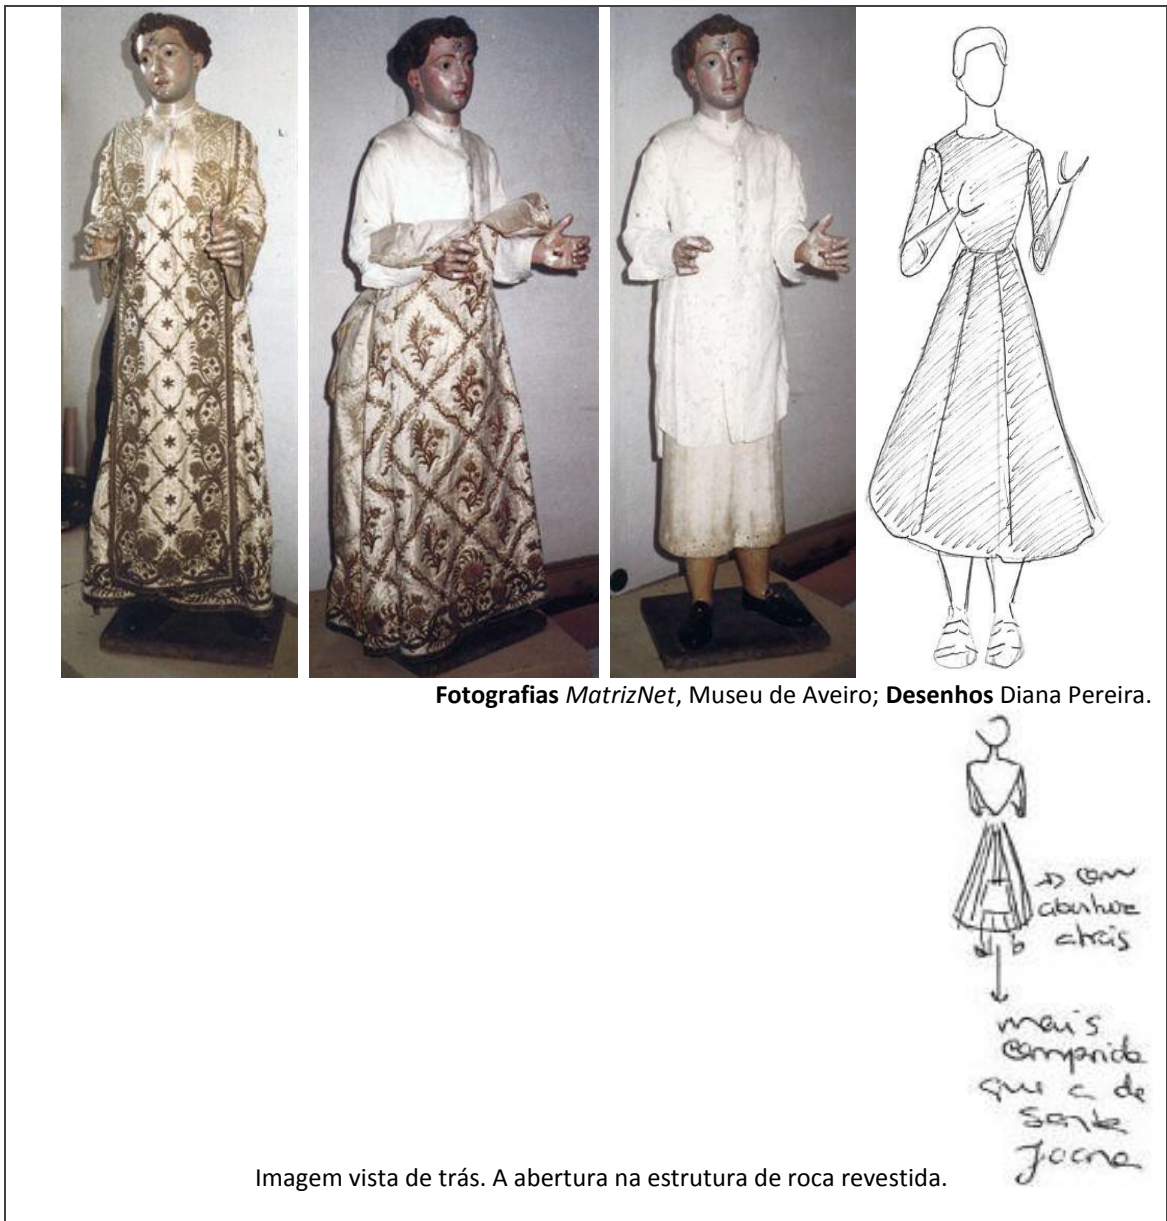 Fotografias MatrizNet, Museu de Aveiro; Desenhos Diana Pereira.
→ com
abertura
atrás
mais
comprida
que a de
Santa
Joana
Imagem vista de trás. A abertura na estrutura de roca revestida.